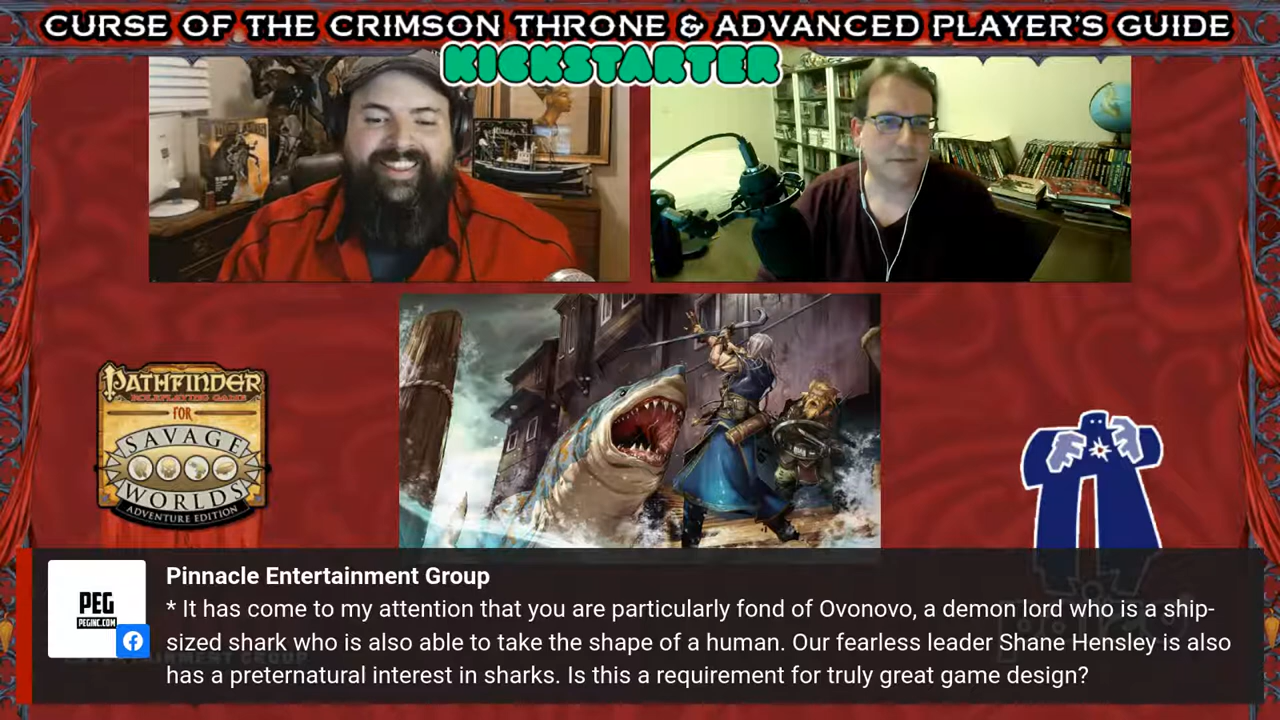 CURSE OF THE CRIMSON THRONE & ADVANCED PLAYER'S GUIDE
KICKSTARTER
PATHFINDER
ROLEPLAYING GAME
FOR
SAVAGE
WORLDS
ADVENTURE EDITION
Pinnacle Entertainment Group
PEG
PEGINC.COM
* It has come to my attention that you are particularly fond of Ovonovo, a demon lord who is a ship-
sized shark who is also able to take the shape of a human. Our fearless leader Shane Hensley is also
has a preternatural interest in sharks. Is this a requirement for truly great game design?